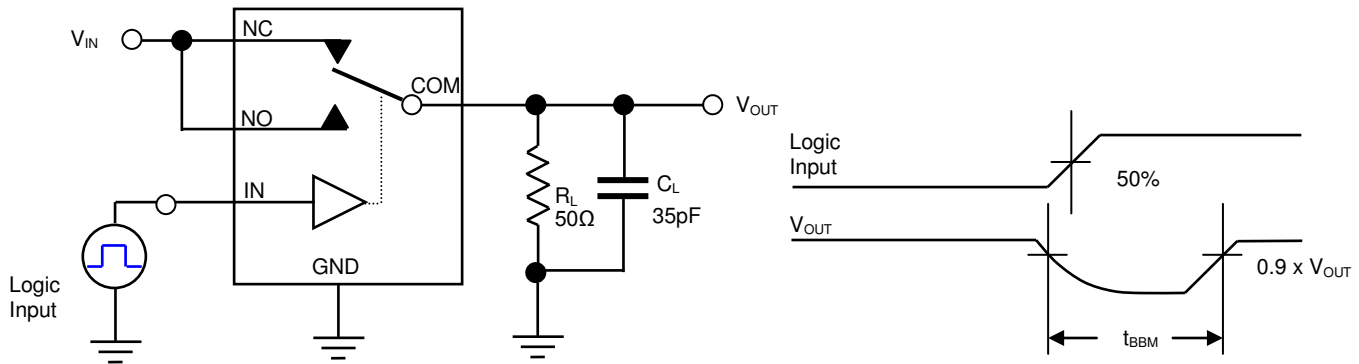 V_IN
NC
COM
NO
V_OUT
IN
R_L
50Ω
C_L
35pF
GND
Logic
Input
Logic
Input
50%
V_OUT
0.9 x V_OUT
t_BBM